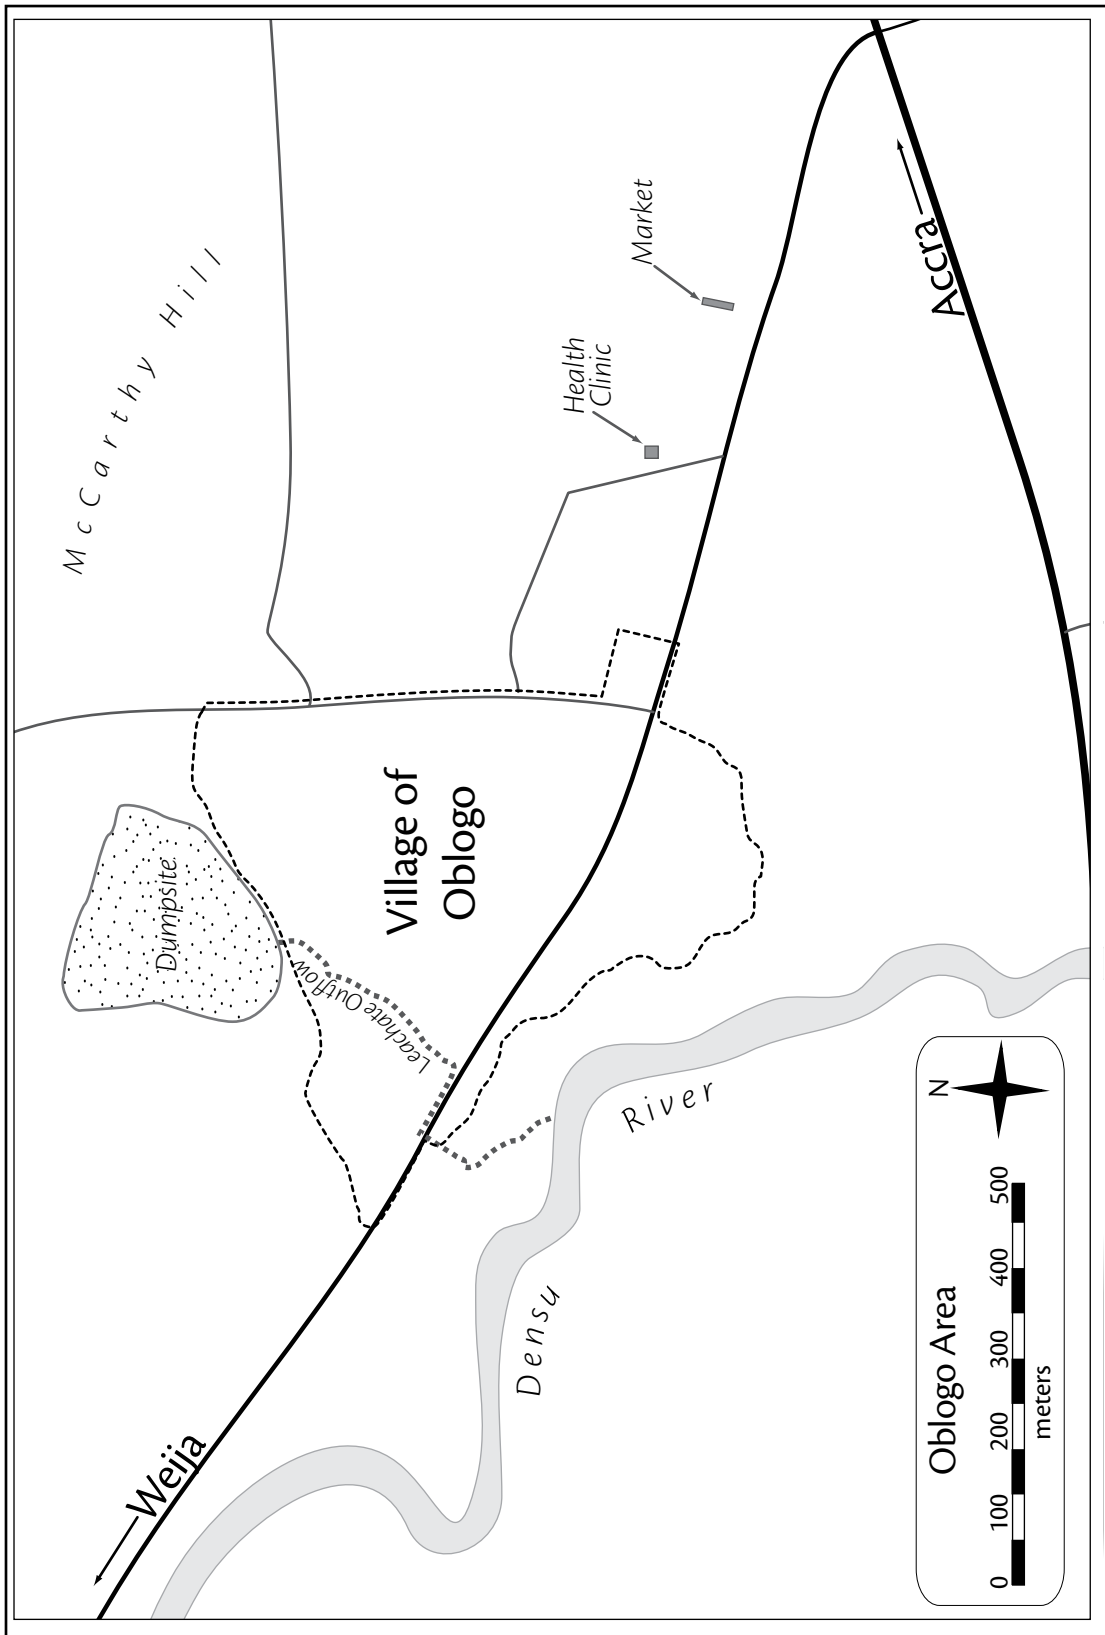 McCarthy Hill
Market
Health
Clinic
Accra
Dumpsite
Village of
Oblogo
Leachate Outflow
Weija
Densu
River
N
Oblogo Area
0 100 200 300 400 500
meters